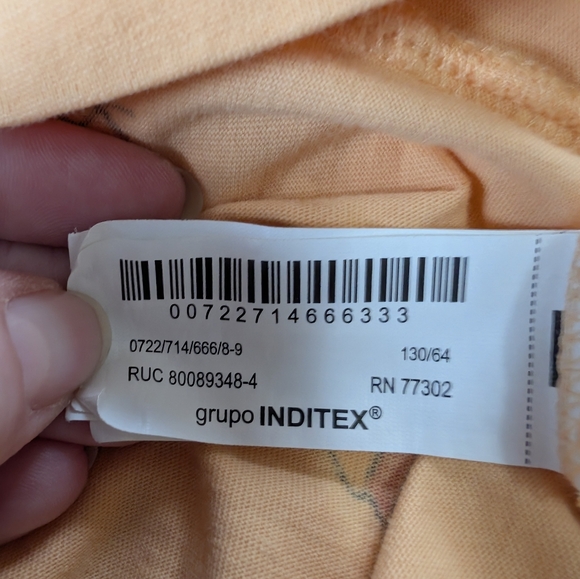 00722714666333
0722/714/666/8-9
130/64
RUC 80089348-4
RN 77302
grupo INDITEX®